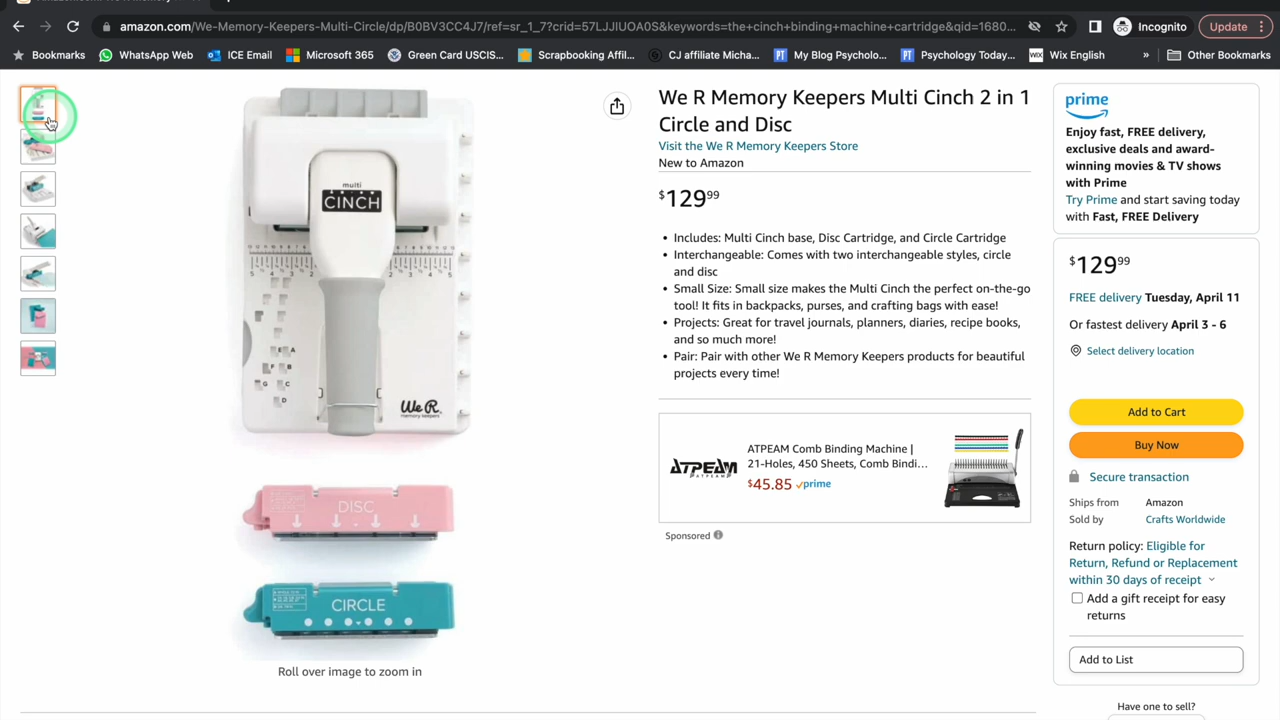 amazon.com/We-Memory-Keepers-Multi-Circle/dp/B0BV3CC4J7/ref=sr_1_7?crid=57LJJIUOA0S&keywords=the+cinch+binding+machine+cartridge&qid=1680...
Incognito
Update
Bookmarks
WhatsApp Web
ICE Email
Microsoft 365
Green Card USCIS...
Scrapbooking Affil...
CJ affiliate Micha...
My Blog Psycholo...
Psychology Today...
Wix English
»
Other Bookmarks
multi
CINCH
We R
memory keepers
DISC
CIRCLE
Roll over image to zoom in
We R Memory Keepers Multi Cinch 2 in 1
Circle and Disc
Visit the We R Memory Keepers Store
New to Amazon
$129.99
• Includes: Multi Cinch base, Disc Cartridge, and Circle Cartridge
• Interchangeable: Comes with two interchangeable styles, circle
and disc
• Small Size: Small size makes the Multi Cinch the perfect on-the-go
tool! It fits in backpacks, purses, and crafting bags with ease!
• Projects: Great for travel journals, planners, diaries, recipe books,
and so much more!
• Pair: Pair with other We R Memory Keepers products for beautiful
projects every time!
ATPEAM
ATPEAM Comb Binding Machine |
21-Holes, 450 Sheets, Comb Bindi...
$45.85 prime
Sponsored
prime
Enjoy fast, FREE delivery,
exclusive deals and award-
winning movies & TV shows
with Prime
Try Prime and start saving today
with Fast, FREE Delivery
$129.99
FREE delivery Tuesday, April 11
Or fastest delivery April 3 - 6
Select delivery location
Add to Cart
Buy Now
Secure transaction
Ships from Amazon
Sold by Crafts Worldwide
Return policy: Eligible for
Return, Refund or Replacement
within 30 days of receipt
Add a gift receipt for easy
returns
Add to List
Have one to sell?